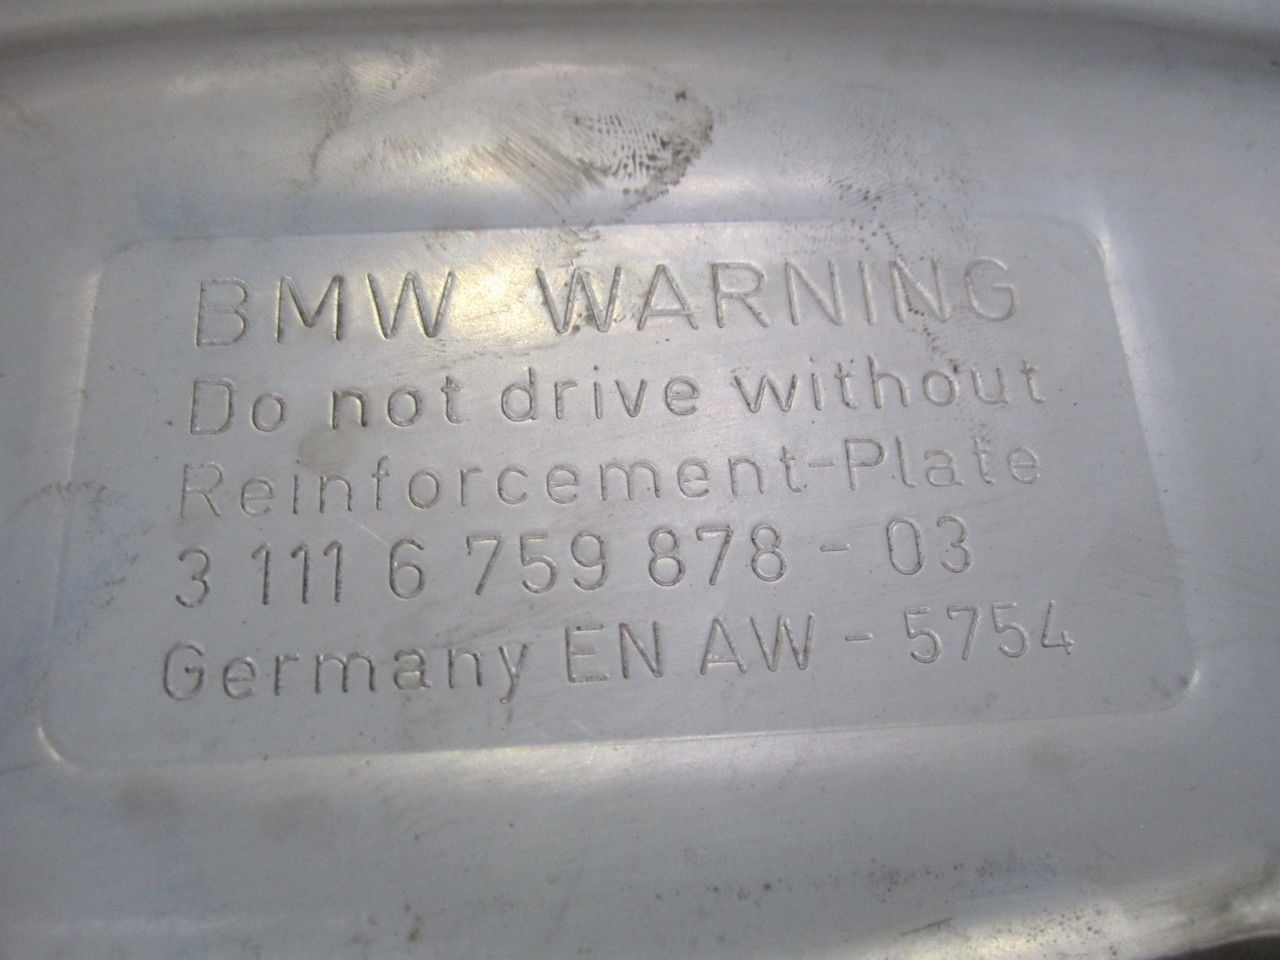 BMW WARNING
Do not drive without
Reinforcement-Plate
3 111 6 759 878 - 03
Germany EN AW - 5754